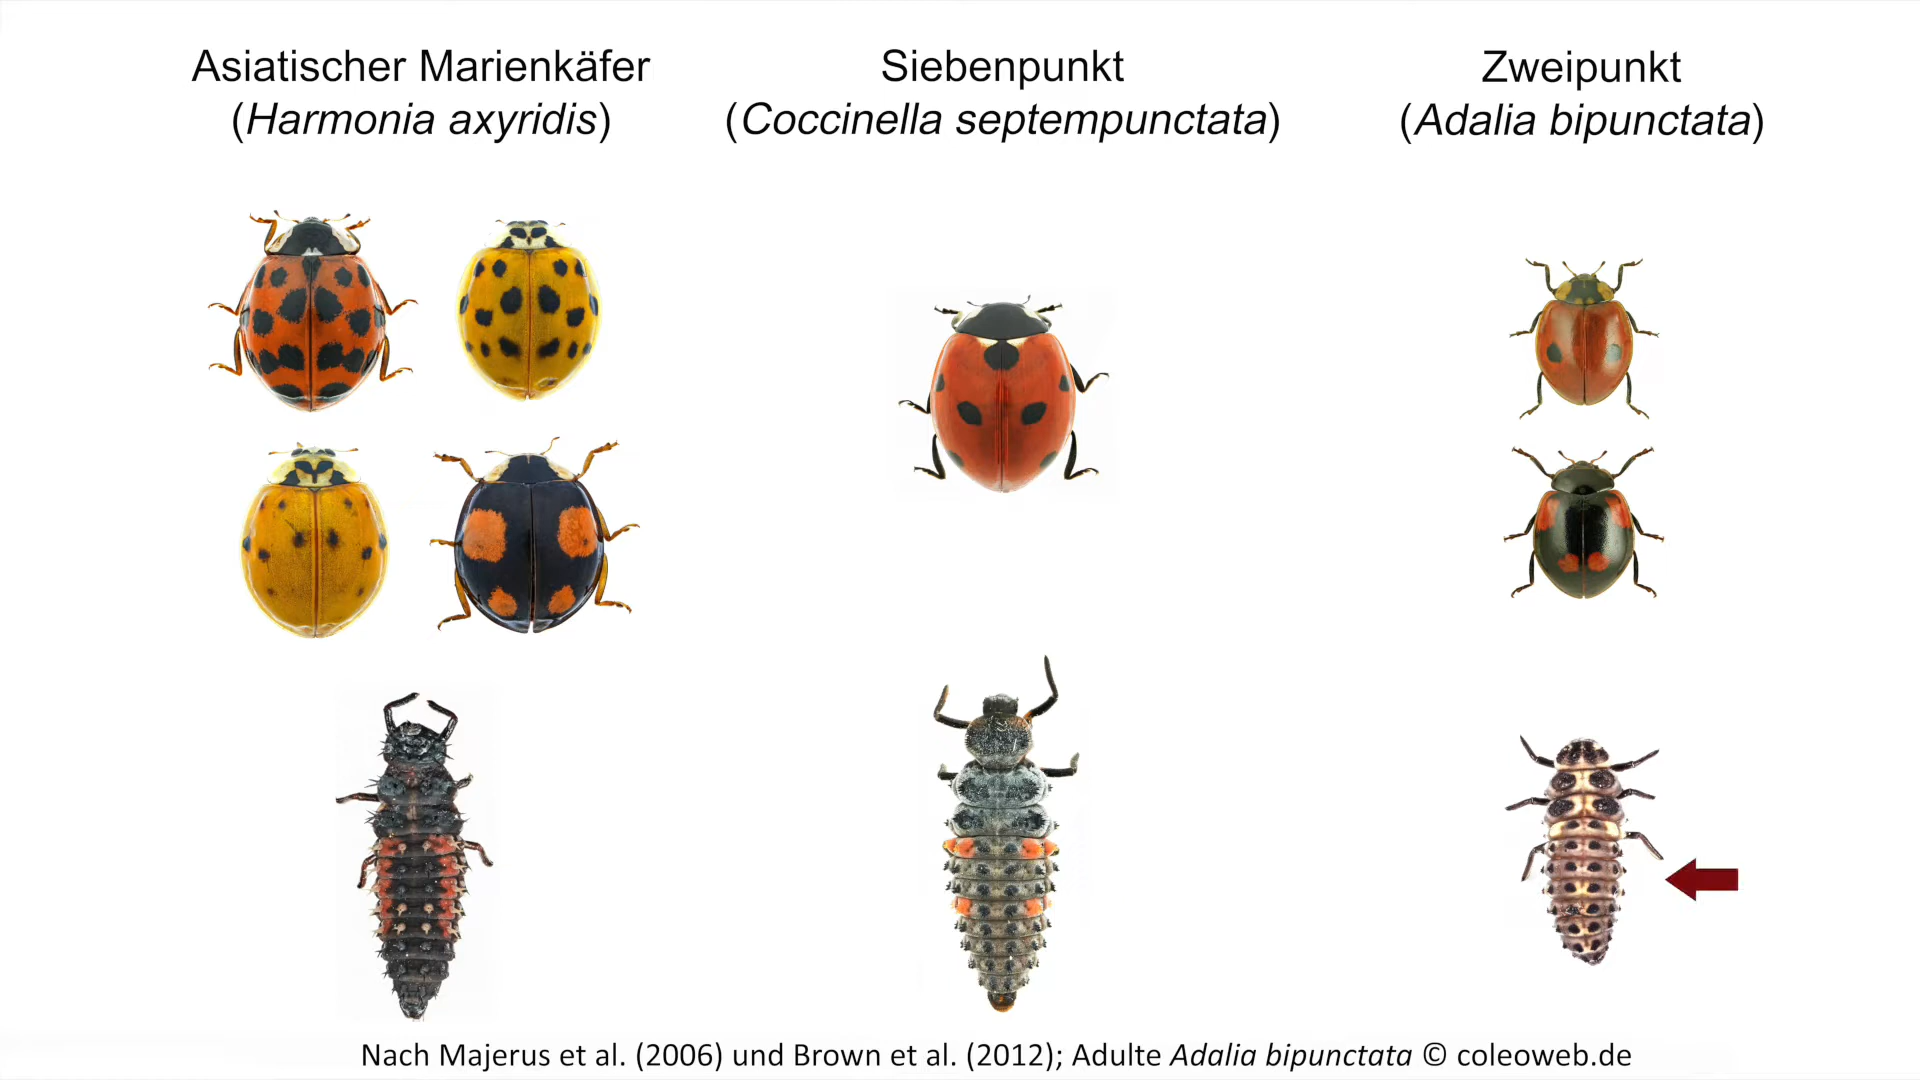 Asiatischer Marienkäfer
(Harmonia axyridis)
Siebenpunkt
(Coccinella septempunctata)
Zweipunkt
(Adalia bipunctata)
Nach Majerus et al. (2006) und Brown et al. (2012); Adulte Adalia bipunctata © coleoweb.de